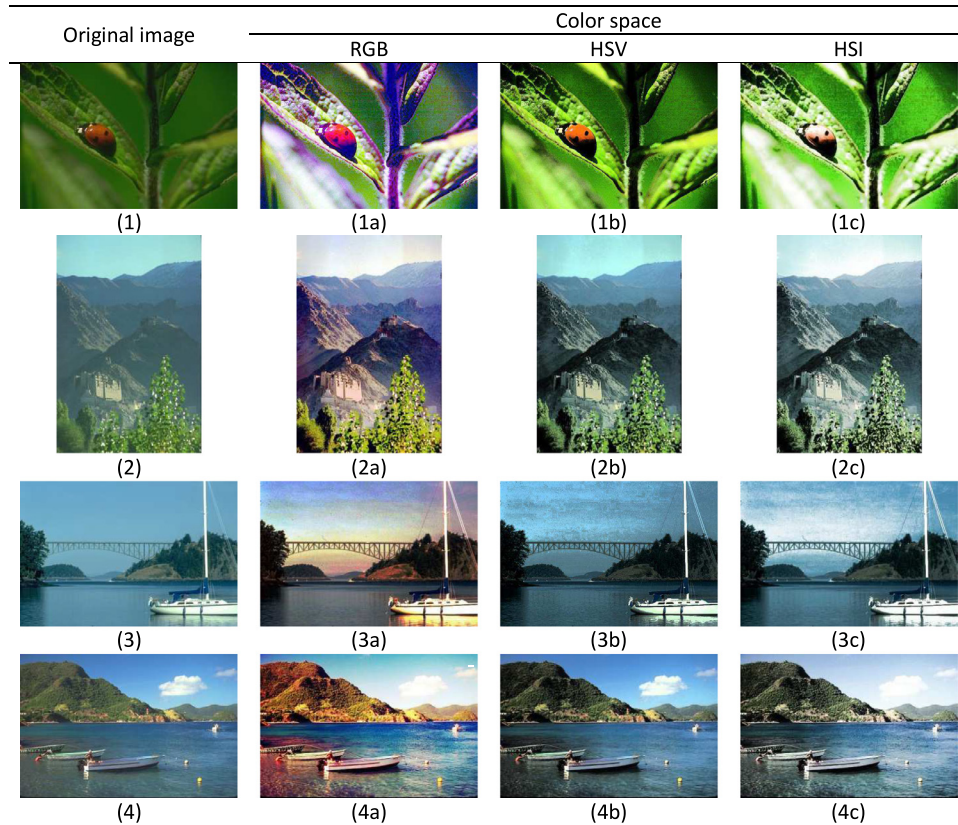 Original image
Color space
RGB HSV HSI
(1) (1a) (1b) (1c)
(2) (2a) (2b) (2c)
(3) (3a) (3b) (3c)
(4) (4a) (4b) (4c)